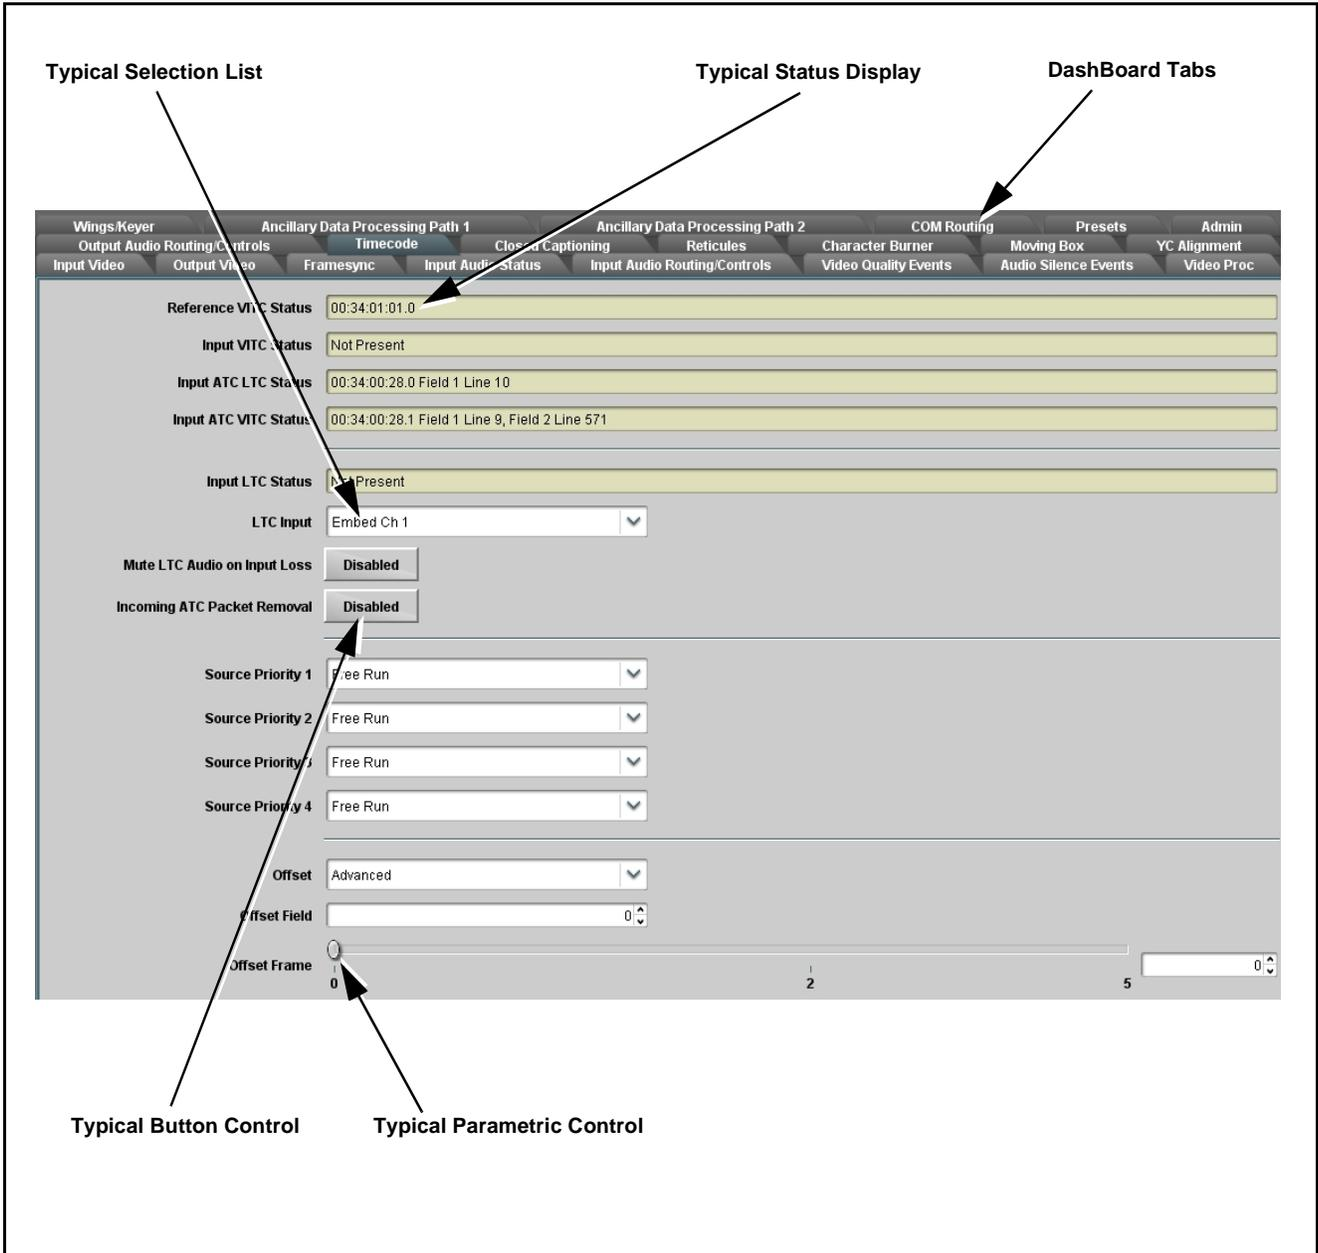 Typical Selection List
Typical Status Display
DashBoard Tabs
Wings/Keyer Ancillary Data Processing Path 1 Ancillary Data Processing Path 2 COM Routing Presets Admin
Output Audio Routing/Controls Timecode Closed Captioning Reticules Character Burner Moving Box YC Alignment
Input Video Output Video Framesync Input Audio Status Input Audio Routing/Controls Video Quality Events Audio Silence Events Video Proc
Reference VITC Status 00:34:01:01.0
Input VITC Status Not Present
Input ATC LTC Status 00:34:00:28.0 Field 1 Line 10
Input ATC VITC Status 00:34:00:28.1 Field 1 Line 9, Field 2 Line 571
Input LTC Status Not Present
LTC Input Embed Ch 1
Mute LTC Audio on Input Loss Disabled
Incoming ATC Packet Removal Disabled
Source Priority 1 Free Run
Source Priority 2 Free Run
Source Priority 3 Free Run
Source Priority 4 Free Run
Offset Advanced
Offset Field 0
Offset Frame 0
0 2 5
Typical Button Control
Typical Parametric Control